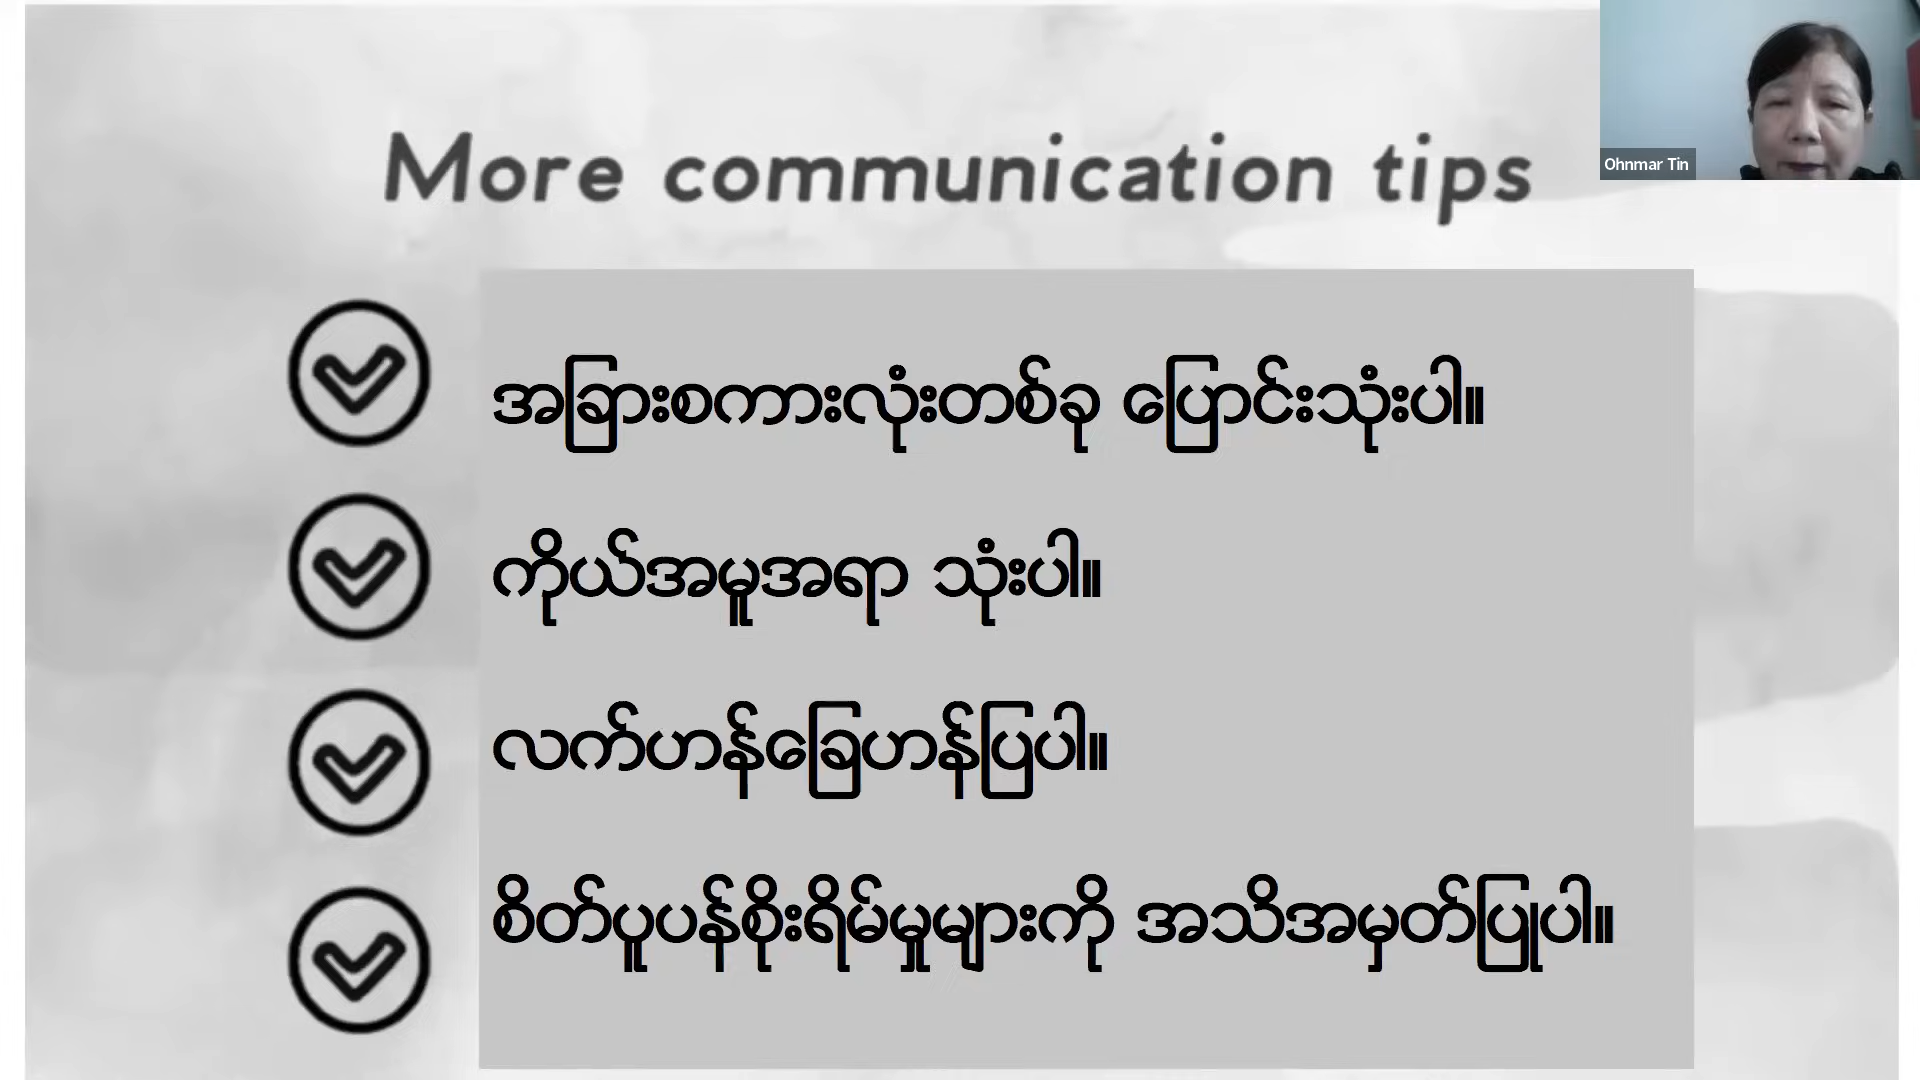 More communication tips
Ohnmar Tin
အခြားစကားလုံးတစ်ခု ပြောင်းသုံးပါ။
ကိုယ်အမူအရာ သုံးပါ။
လက်ဟန်ခြေဟန်ပြပါ။
စိတ်ပူပန်စိုးရိမ်မှုများကို အသိအမှတ်ပြုပါ။